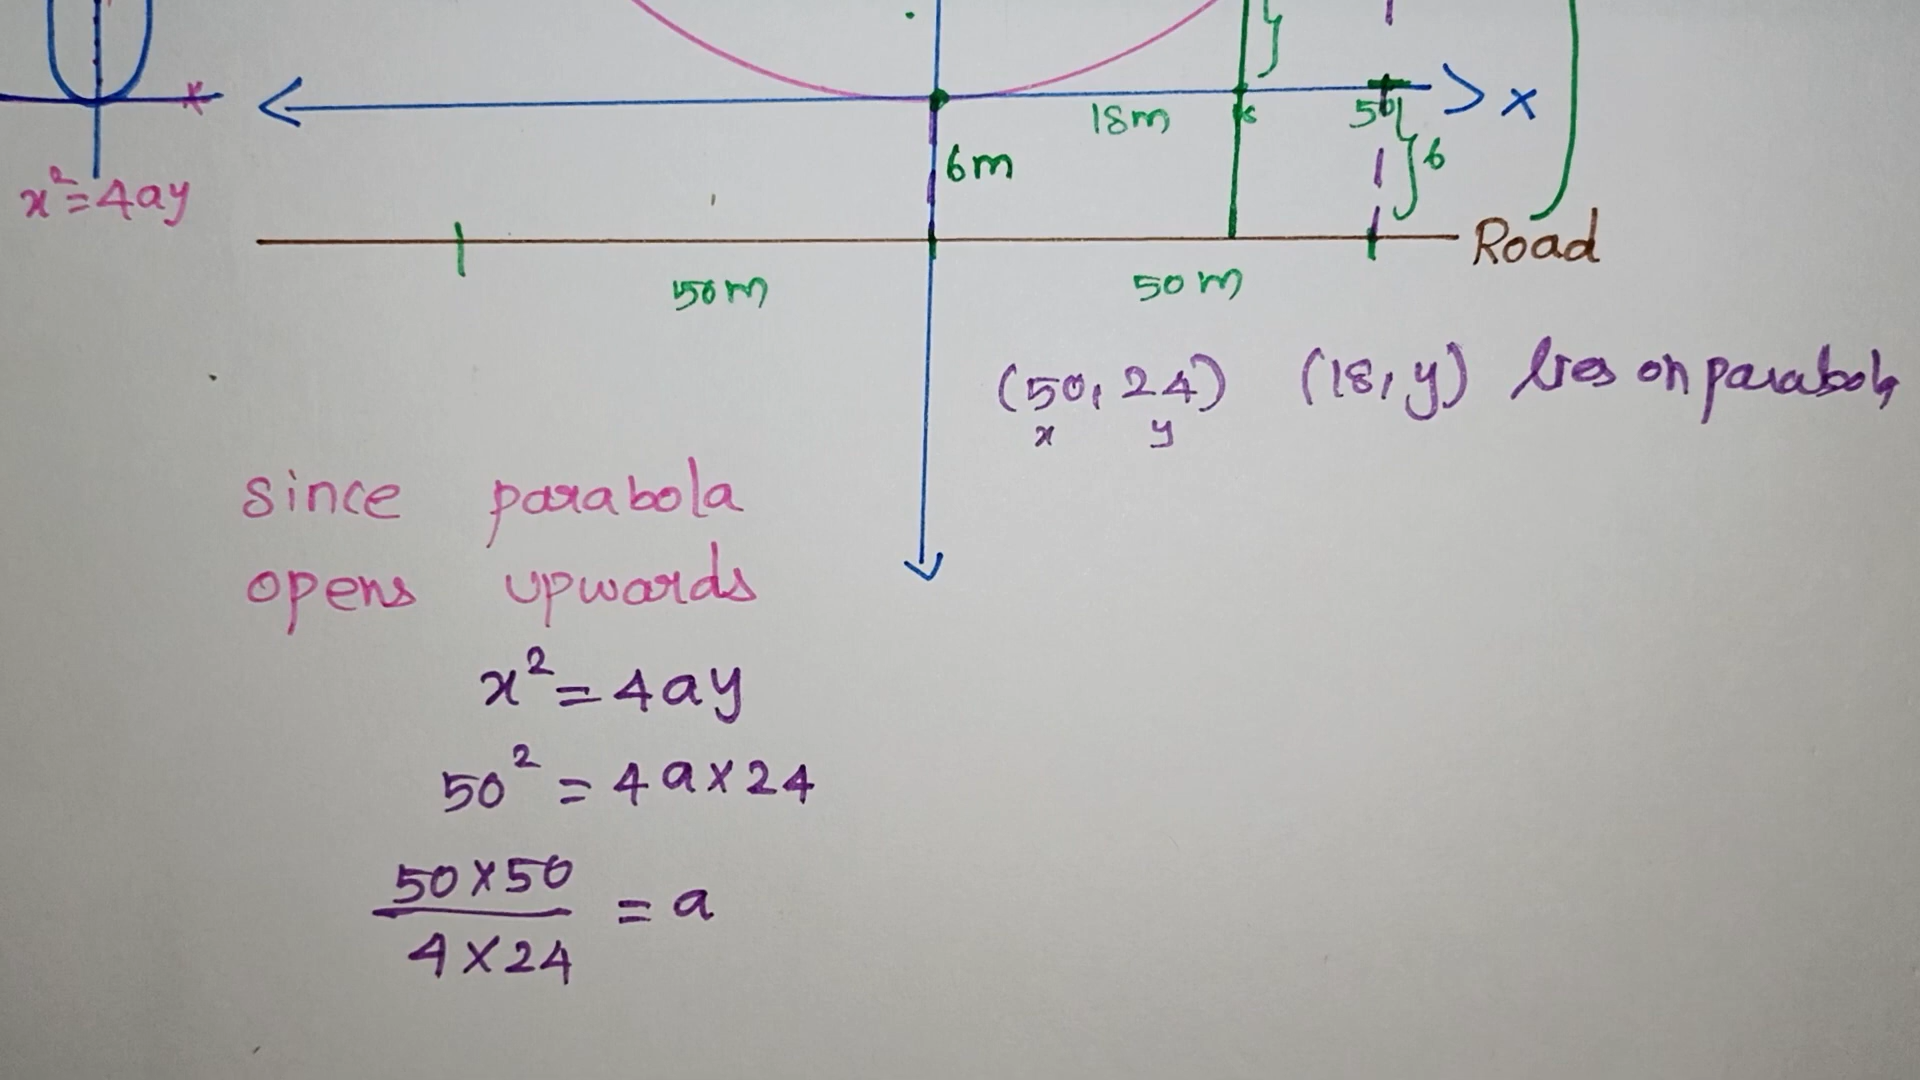 x
18m
50
x
6m
6
x² = 4ay
Road
50m
50m
(50, 24) (18, y) lies on parabola
x y
since parabola
opens upwards
x² = 4ay
50² = 4a×24
50×50
4×24
= a